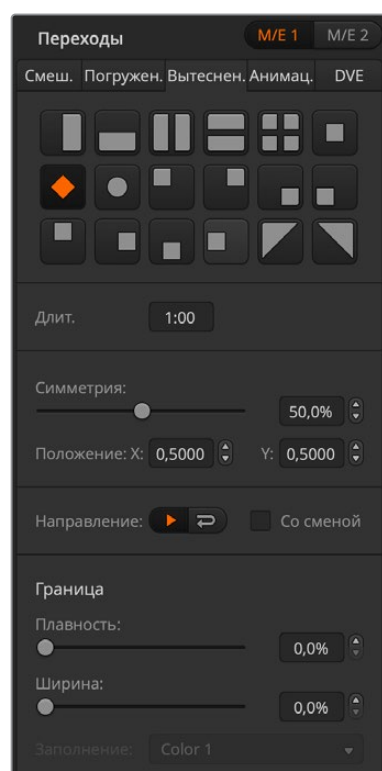 Переходы M/E 1 M/E 2
Смеш. Погружен. Вытеснен. Анимац. DVE
Длит. 1:00
Симметрия:
50,0%
Положение: X: 0,5000 Y: 0,5000
Направление: Со сменой
Граница
Плавность:
0,0%
Ширина:
0,0%
Заполнение: Color 1